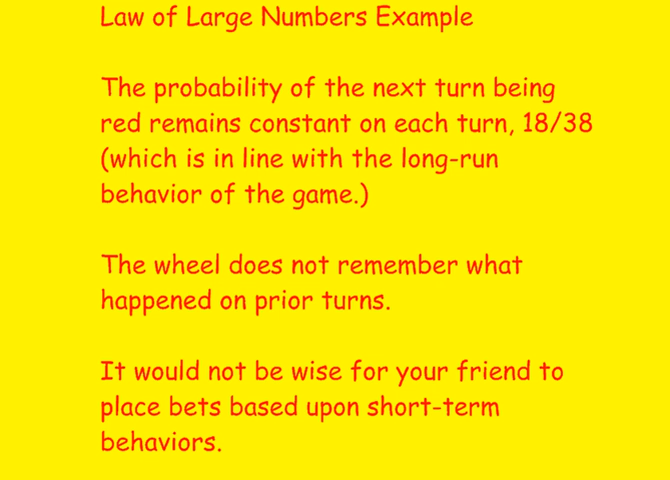 Law of Large Numbers Example
The probability of the next turn being
red remains constant on each turn, 18/38
(which is in line with the long-run
behavior of the game.)
The wheel does not remember what
happened on prior turns.
It would not be wise for your friend to
place bets based upon short-term
behaviors.